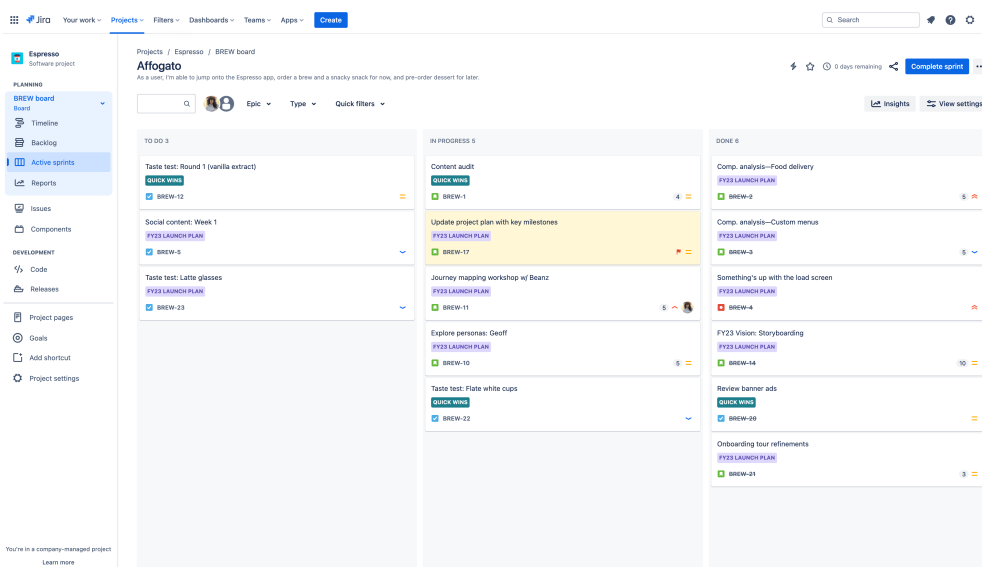 Jira Your work Projects Filters Dashboards Teams Apps Create Search
Espresso
Software project
PLANNING
BREW board
Board
Timeline
Backlog
Active sprints
Reports
Issues
Components
DEVELOPMENT
Code
Releases
Project pages
Goals
Add shortcut
Project settings
You're in a company-managed project
Learn more
Projects / Espresso / BREW board
Affogato
As a user, I'm able to jump onto the Espresso app, order a brew and a snacky snack for now, and pre-order dessert for later.
0 days remaining Complete sprint
Epic Type Quick filters Insights View settings
TO DO 3
Taste test: Round 1 (vanilla extract)
QUICK WINS
BREW-12
Social content: Week 1
FY23 LAUNCH PLAN
BREW-5
Taste test: Latte glasses
FY23 LAUNCH PLAN
BREW-23
IN PROGRESS 5
Content audit
QUICK WINS
BREW-1 4
Update project plan with key milestones
FY23 LAUNCH PLAN
BREW-17
Journey mapping workshop w/ Beanz
FY23 LAUNCH PLAN
BREW-11 5
Explore personas: Geoff
FY23 LAUNCH PLAN
BREW-10 5
Taste test: Flate white cups
QUICK WINS
BREW-22
DONE 6
Comp. analysis—Food delivery
FY23 LAUNCH PLAN
BREW-2 5
Comp. analysis—Custom menus
FY23 LAUNCH PLAN
BREW-3 5
Something's up with the load screen
FY23 LAUNCH PLAN
BREW-4
FY23 Vision: Storyboarding
FY23 LAUNCH PLAN
BREW-14 10
Review banner ads
QUICK WINS
BREW-20
Onboarding tour refinements
FY23 LAUNCH PLAN
BREW-21 3